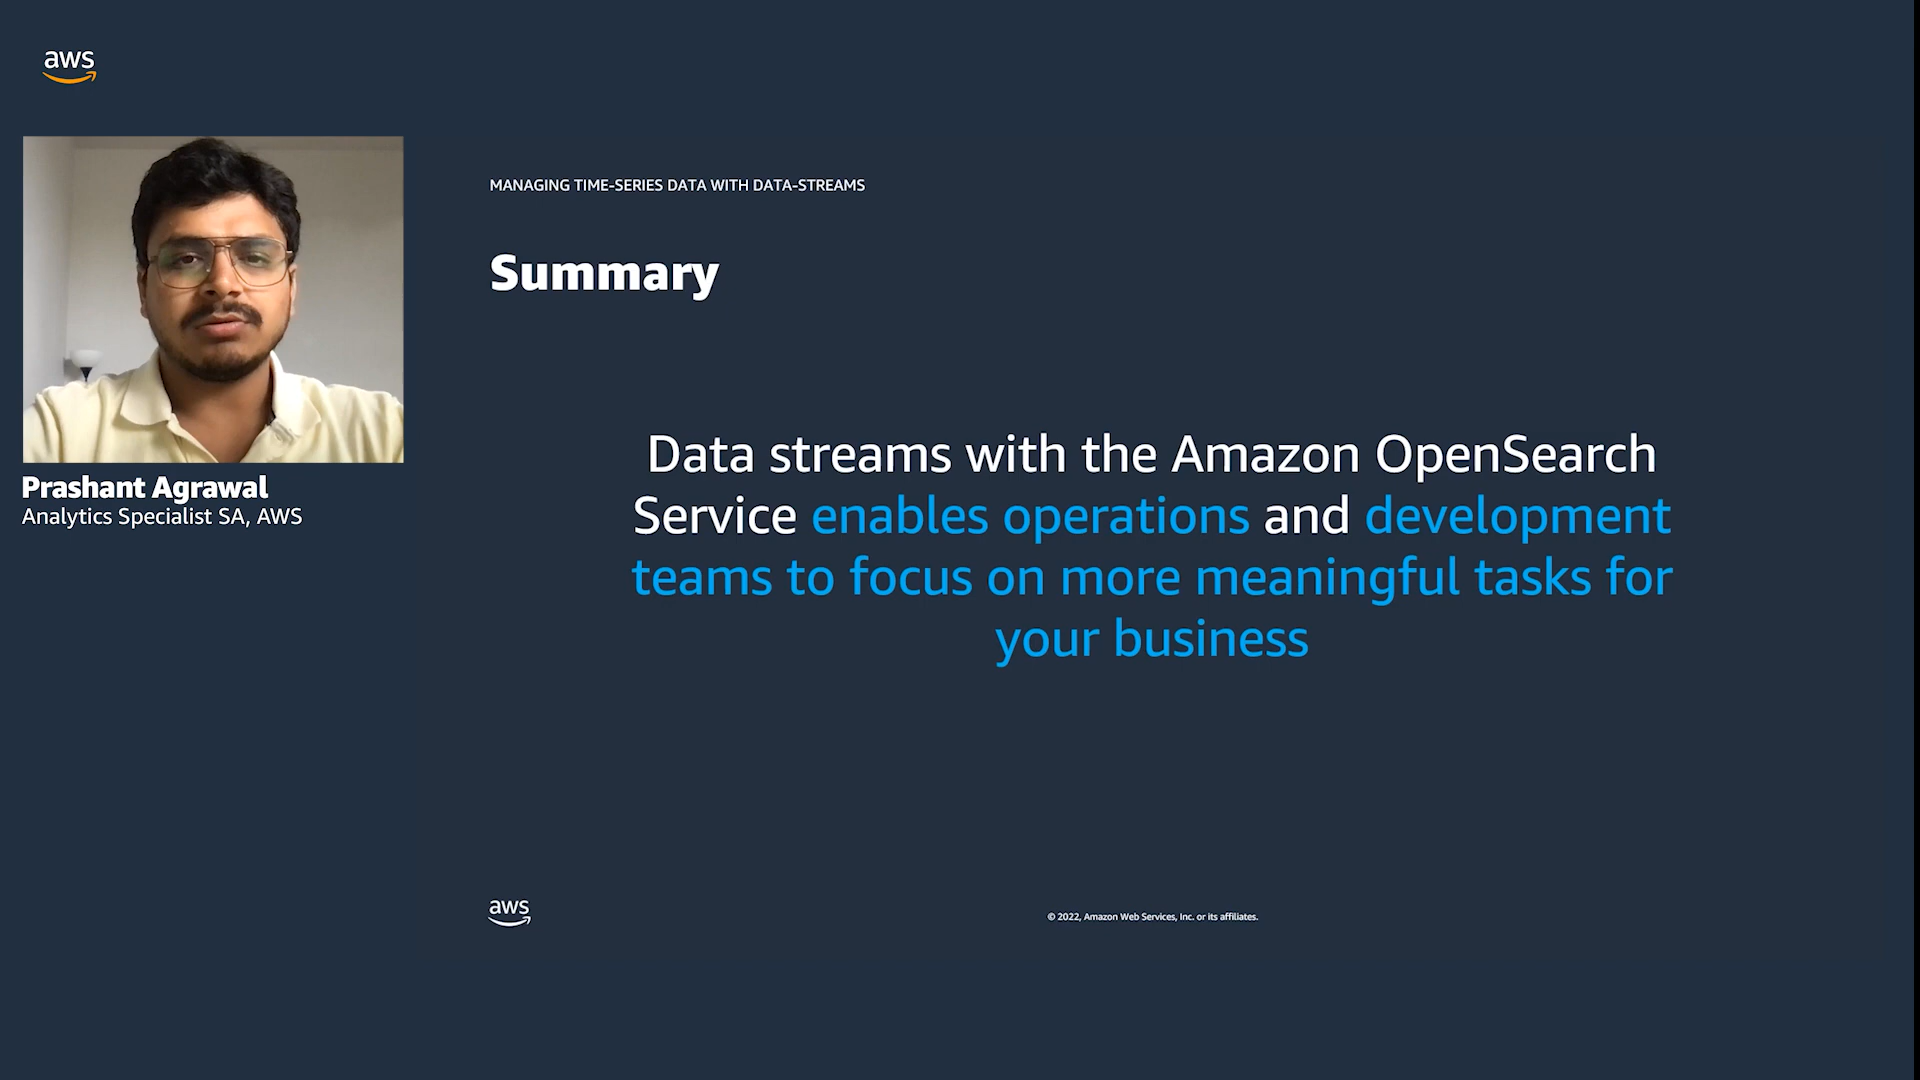 aws
Prashant Agrawal
Analytics Specialist SA, AWS
MANAGING TIME-SERIES DATA WITH DATA-STREAMS
Summary
Data streams with the Amazon OpenSearch
Service enables operations and development
teams to focus on more meaningful tasks for
your business
aws
© 2022, Amazon Web Services, Inc. or its affiliates.